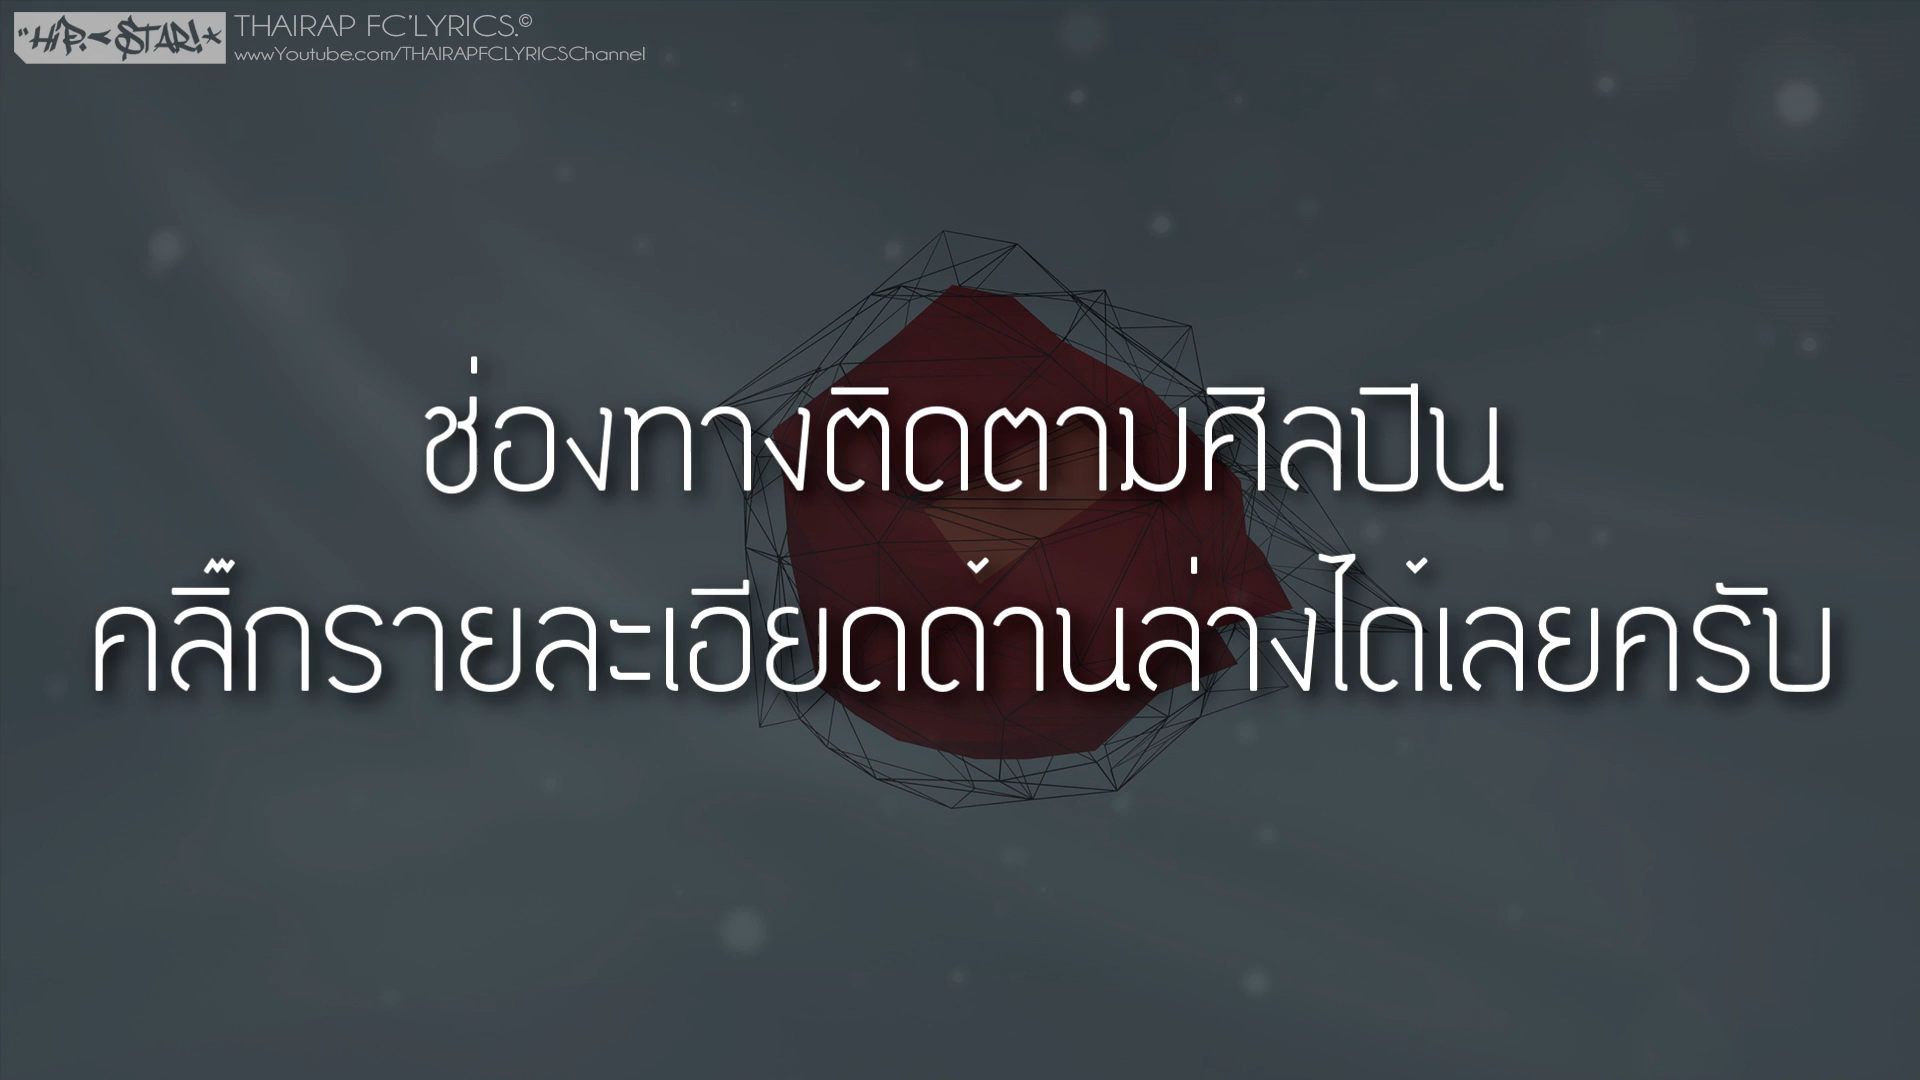 "HiP-STAR!*
THAIRAP FC'LYRICS.©
www.Youtube.com/THAIRAPFCLYRICSChannel
ช่องทางติดตามศิลปิน
คลิ๊กรายละเอียดด้านล่างได้เลยครับ